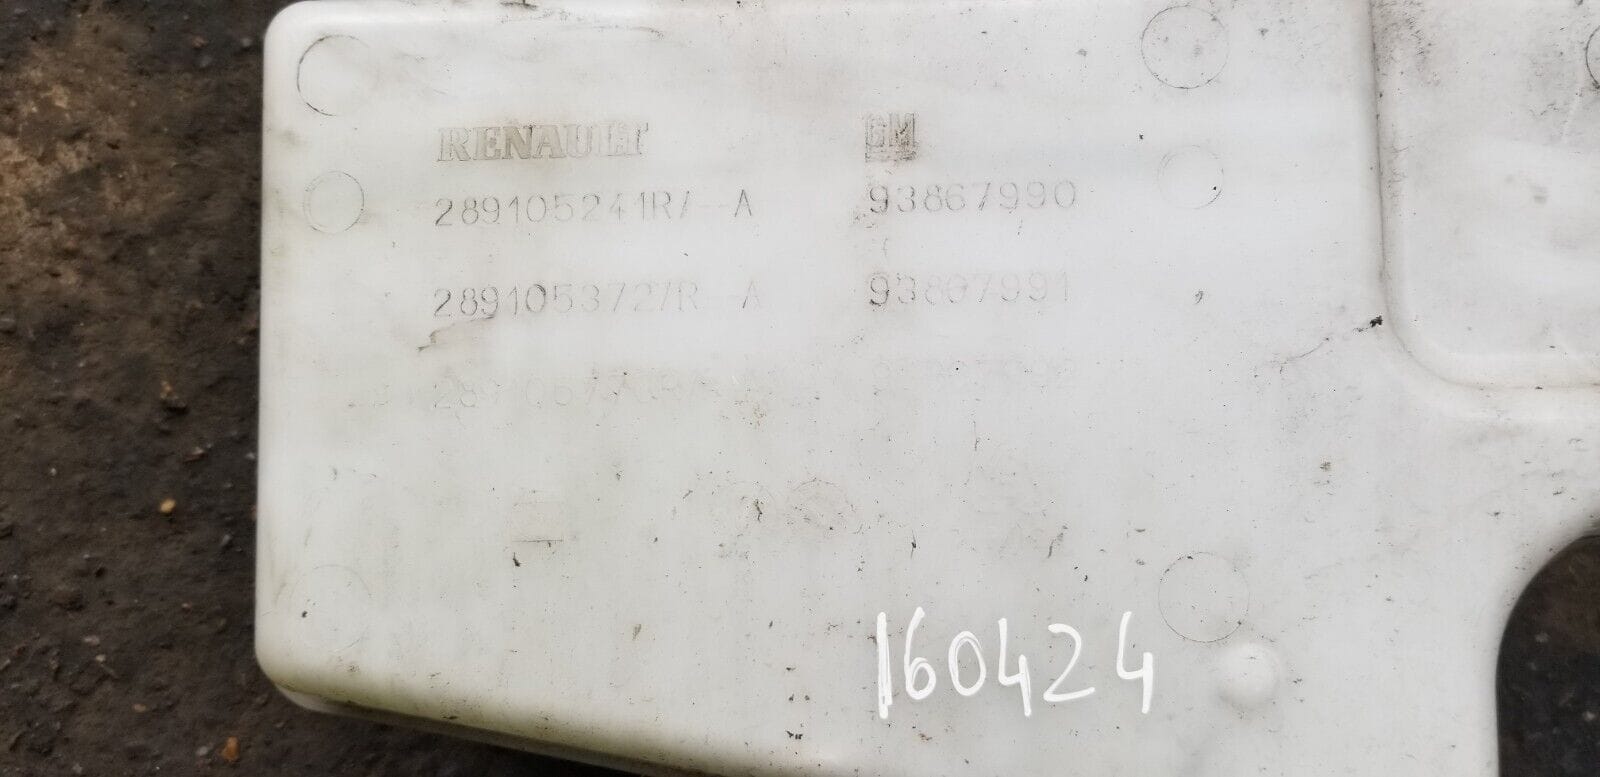 RENAULT GM
289105241R/--A 93867990
289105372/R--A 93867991
160424